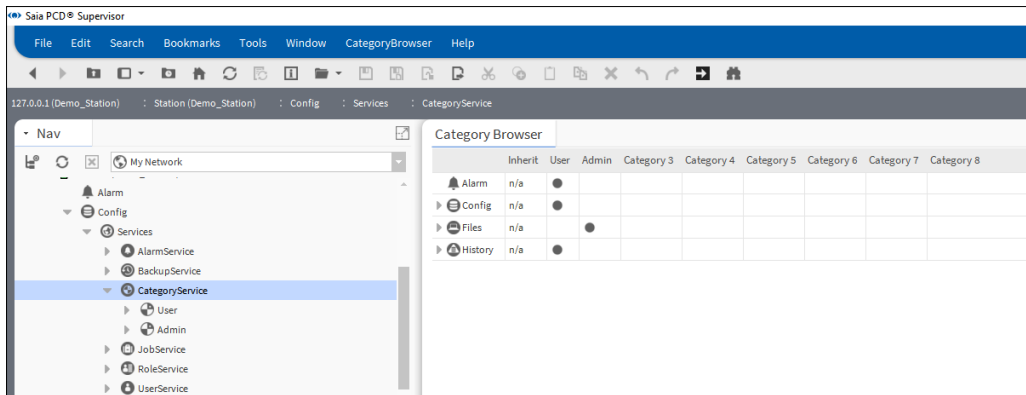 Saia PCD® Supervisor
File Edit Search Bookmarks Tools Window CategoryBrowser Help
127.0.0.1 (Demo_Station) : Station (Demo_Station) : Config : Services : CategoryService
Nav
Category Browser
My Network
Inherit User Admin Category 3 Category 4 Category 5 Category 6 Category 7 Category 8
Alarm n/a
Config n/a
Files n/a
History n/a
Alarm
Config
Services
AlarmService
BackupService
CategoryService
User
Admin
JobService
RoleService
UserService